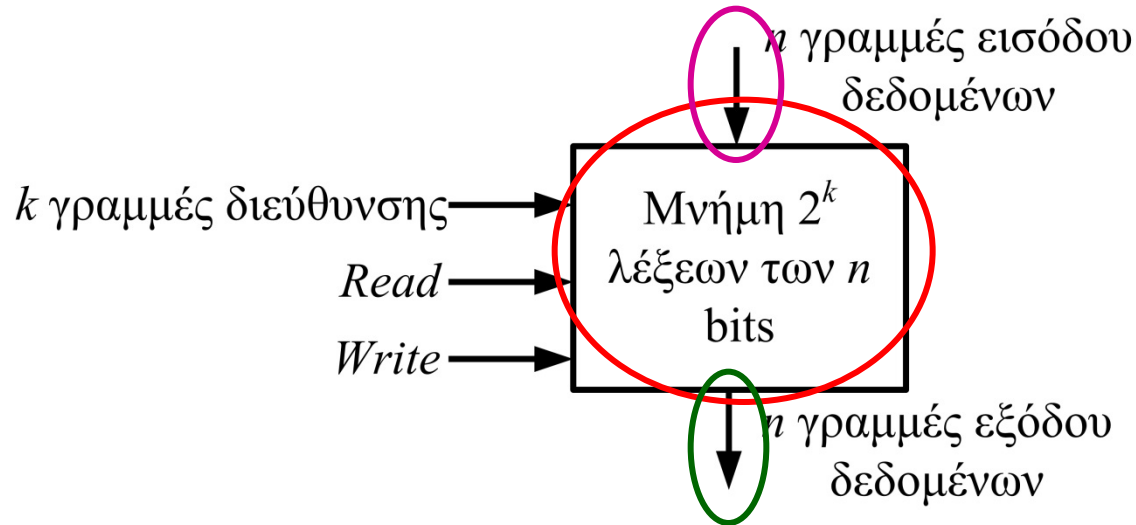 n γραμμές εισόδου
δεδομένων
k γραμμές διεύθυνσης
Read
Write
Μνήμη 2^k
λέξεων των n
bits
n γραμμές εξόδου
δεδομένων